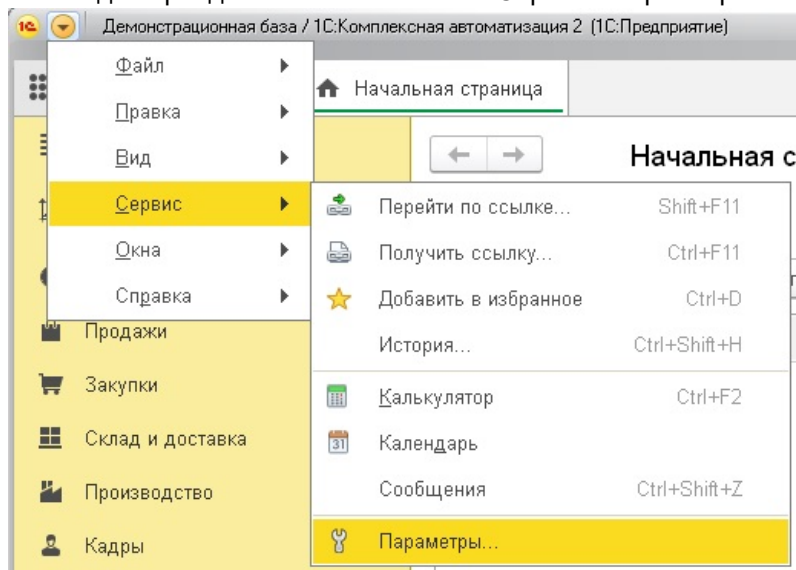 Демонстрационная база / 1С:Комплексная автоматизация 2 (1С:Предприятие)
Файл
Начальная страница
Правка
Вид
Начальная с
Сервис
Перейти по ссылке... Shift+F11
Окна
Получить ссылку... Ctrl+F11
Справка
Добавить в избранное Ctrl+D
Продажи
История... Ctrl+Shift+H
Закупки
Калькулятор Ctrl+F2
Склад и доставка
Календарь
Производство
Сообщения Ctrl+Shift+Z
Кадры
Параметры...